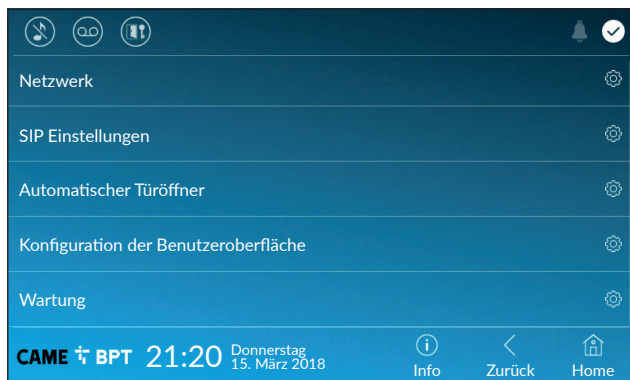 Netzwerk
SIP Einstellungen
Automatischer Türöffner
Konfiguration der Benutzeroberfläche
Wartung
CAME BPT 21:20 Donnerstag
15. März 2018
Info
Zurück
Home